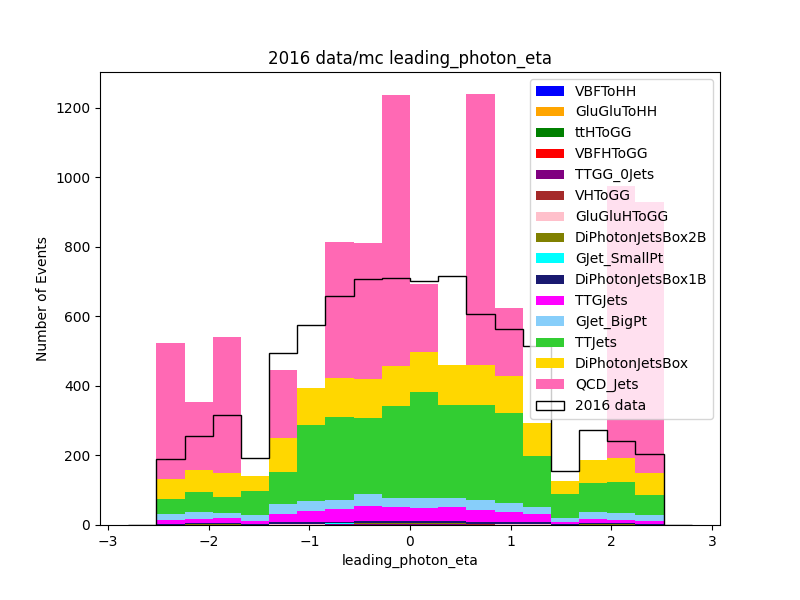 2016 data/mc leading_photon_eta
Number of Events
1200
1000
800
600
400
200
0
−3
−2
−1
0
1
2
3
leading_photon_eta
VBFToHH
GluGluToHH
ttHToGG
VBFHToGG
TTGG_0Jets
VHToGG
GluGluHToGG
DiPhotonJetsBox2B
GJet_SmallPt
DiPhotonJetsBox1B
TTGJets
GJet_BigPt
TTJets
DiPhotonJetsBox
QCD_Jets
2016 data